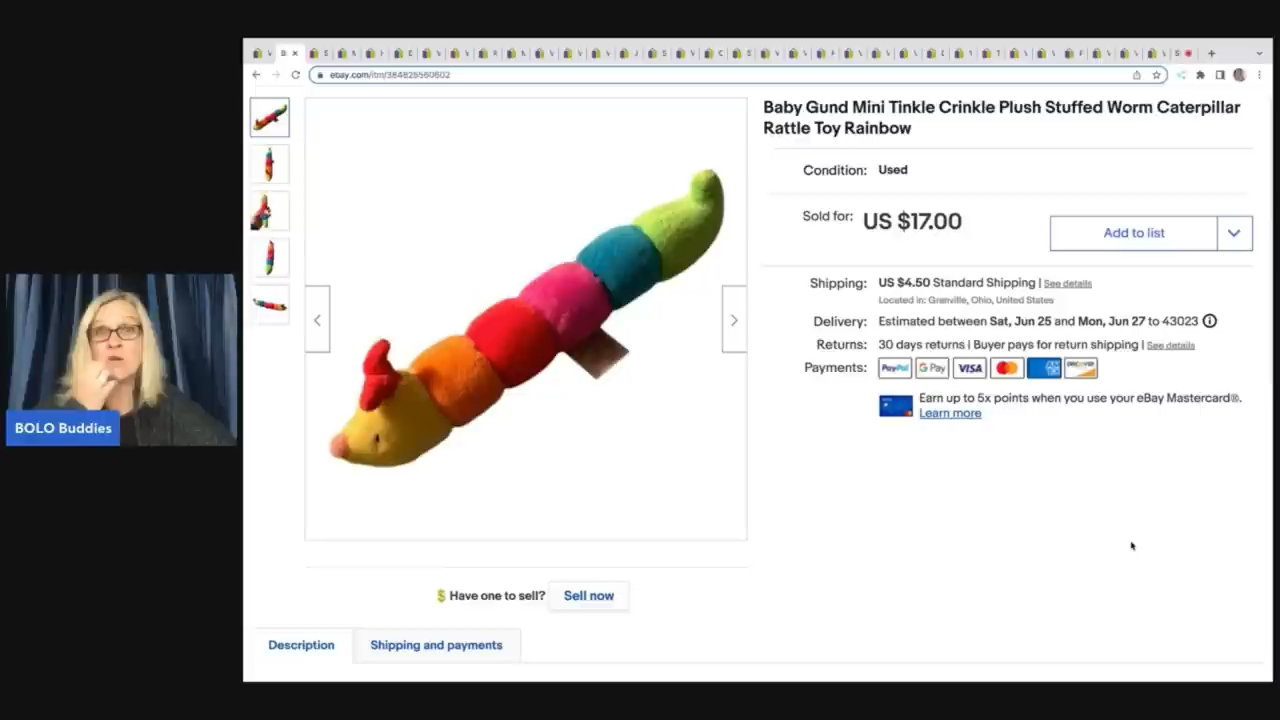 ebay.com/itm/384825560602
Baby Gund Mini Tinkle Crinkle Plush Stuffed Worm Caterpillar
Rattle Toy Rainbow
Condition: Used
Sold for: US $17.00
Add to list
Shipping: US $4.50 Standard Shipping | See details
Located in: Granville, Ohio, United States
Delivery: Estimated between Sat, Jun 25 and Mon, Jun 27 to 43023
Returns: 30 days returns | Buyer pays for return shipping | See details
Payments: PayPal G Pay VISA
Earn up to 5x points when you use your eBay Mastercard®.
Learn more
BOLO Buddies
$ Have one to sell? Sell now
Description Shipping and payments